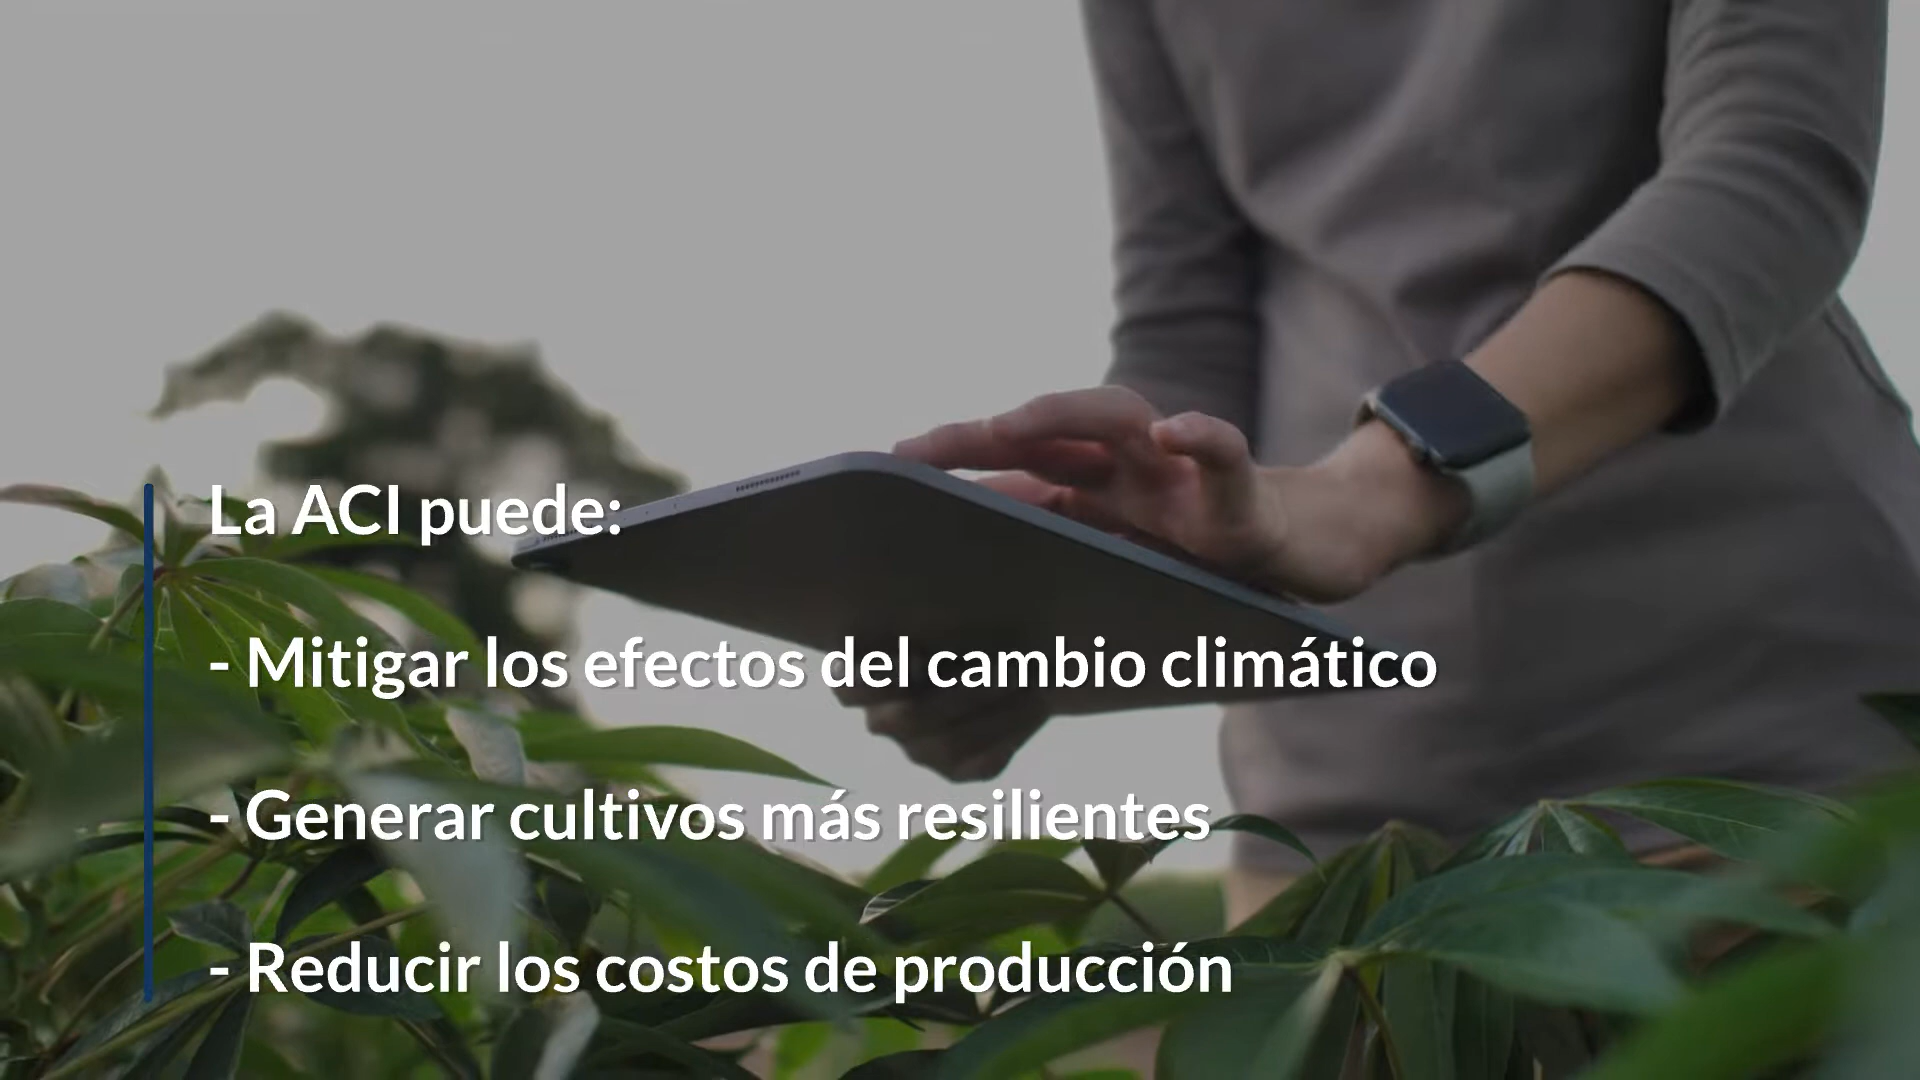 La ACI puede:
- Mitigar los efectos del cambio climático
- Generar cultivos más resilientes
- Reducir los costos de producción